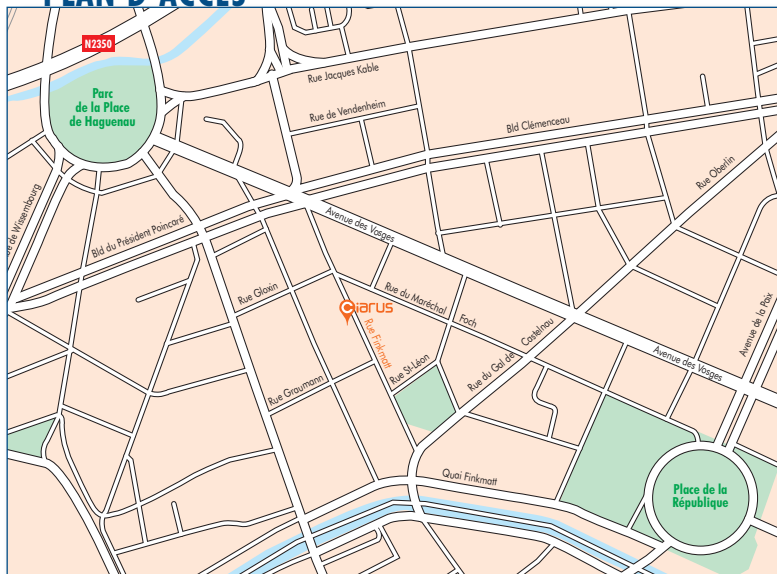 PLAN D'ACCÈS
N2350
Parc
de la Place
de Haguenau
Rue Jacques Kable
Rue de Vendenheim
Bld Clémenceau
Rue Oberlin
de Wissembourg
Bld du Président Poincaré
Avenue des Vosges
Rue Gloxin
Ciarus
Rue Finkmatt
Rue du Maréchal
Foch
Castelnau
Rue du Gal de
Avenue de la Paix
Avenue des Vosges
Rue St-Léon
Rue Graumann
Quai Finkmatt
Place de la
République